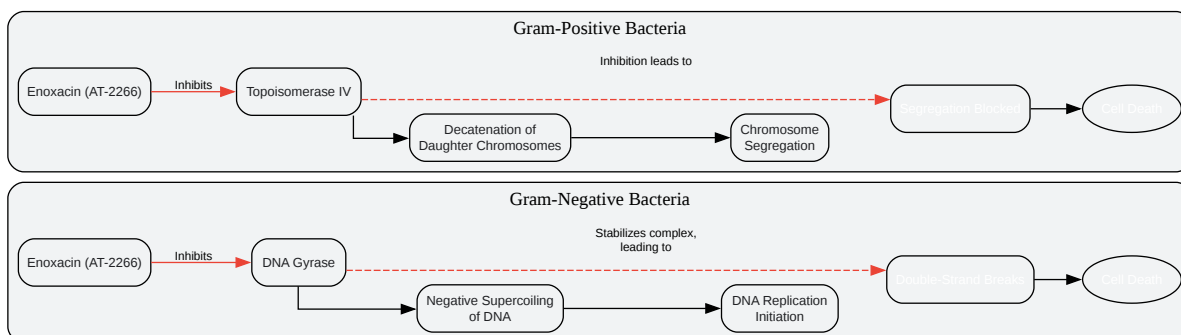 Gram-Positive Bacteria
Inhibition leads to
Enoxacin (AT-2266)
Inhibits
Topoisomerase IV
Segregation Blocked
Cell Death
Decatenation of
Daughter Chromosomes
Chromosome
Segregation
Gram-Negative Bacteria
Stabilizes complex,
leading to
Enoxacin (AT-2266)
Inhibits
DNA Gyrase
Double-Strand Breaks
Cell Death
Negative Supercoiling
of DNA
DNA Replication
Initiation